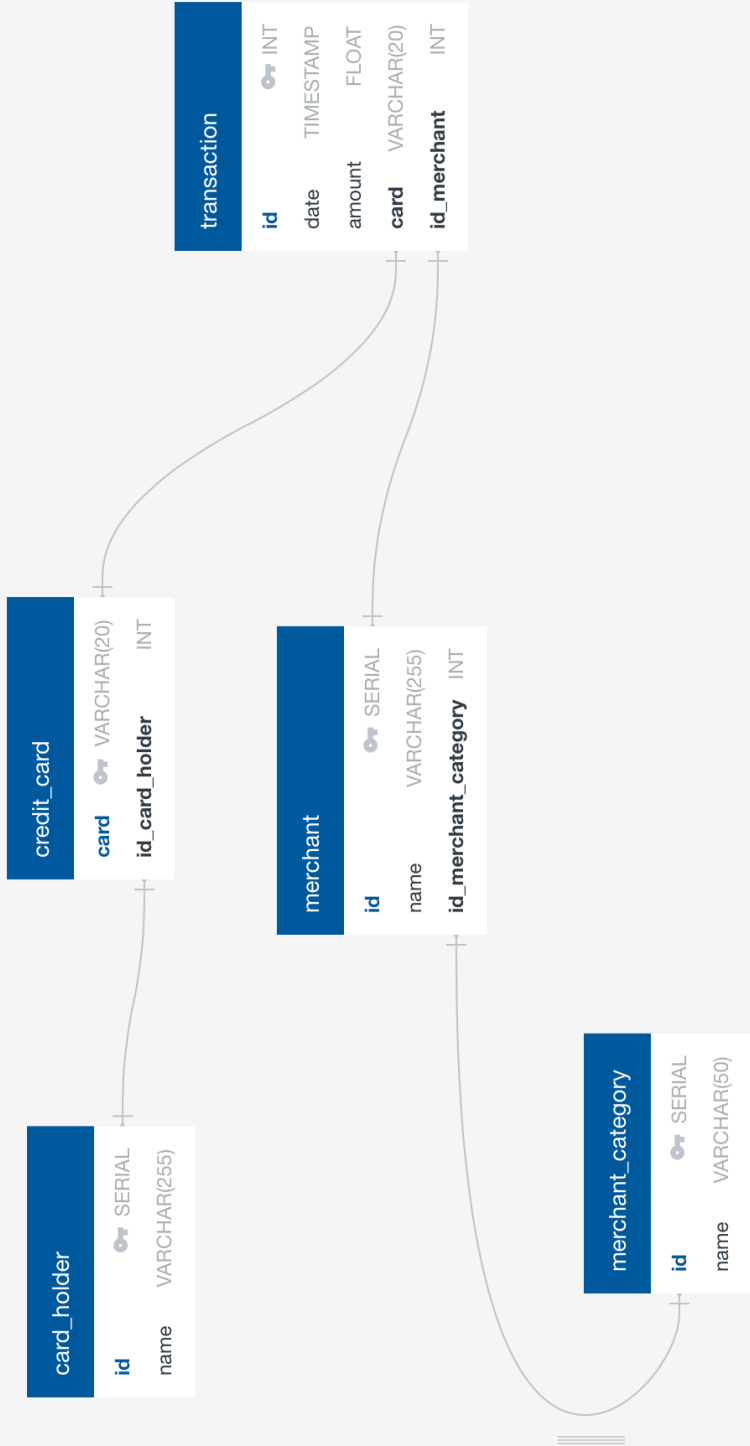 card_holder
id SERIAL
name VARCHAR(255)
credit_card
card VARCHAR(20)
id_card_holder INT
transaction
id INT
date TIMESTAMP
amount FLOAT
card VARCHAR(20)
id_merchant INT
merchant
id SERIAL
name VARCHAR(255)
id_merchant_category INT
merchant_category
id SERIAL
name VARCHAR(50)